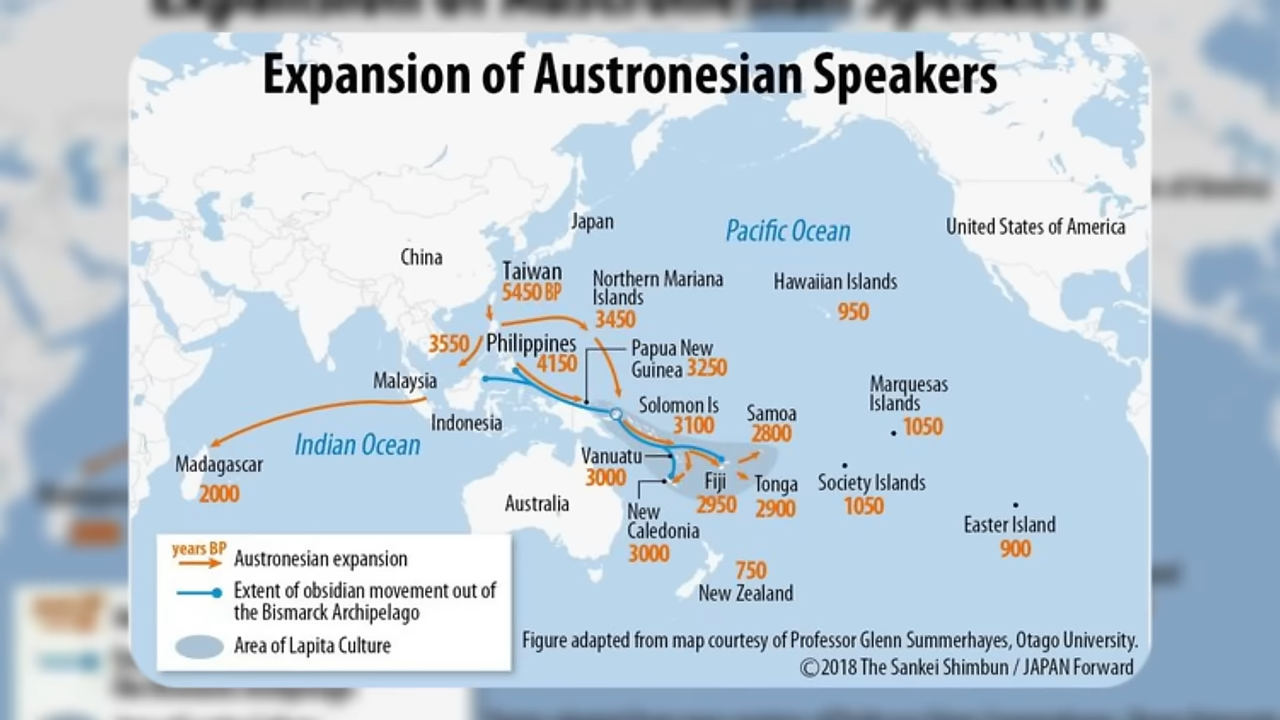 Expansion of Austronesian Speakers
Japan
Pacific Ocean
United States of America
China
Taiwan
5450 BP
Northern Mariana
Islands
3450
Hawaiian Islands
950
3550
Philippines
4150
Papua New
Guinea 3250
Malaysia
Marquesas
Islands
1050
Indonesia
Solomon Is
3100
Samoa
2800
Indian Ocean
Madagascar
2000
Vanuatu
3000
Fiji
2950
Tonga
2900
Society Islands
1050
Australia
New
Caledonia
3000
Easter Island
900
750
New Zealand
years BP
Austronesian expansion
Extent of obsidian movement out of
the Bismarck Archipelago
Area of Lapita Culture
Figure adapted from map courtesy of Professor Glenn Summerhayes, Otago University.
©2018 The Sankei Shimbun / JAPAN Forward